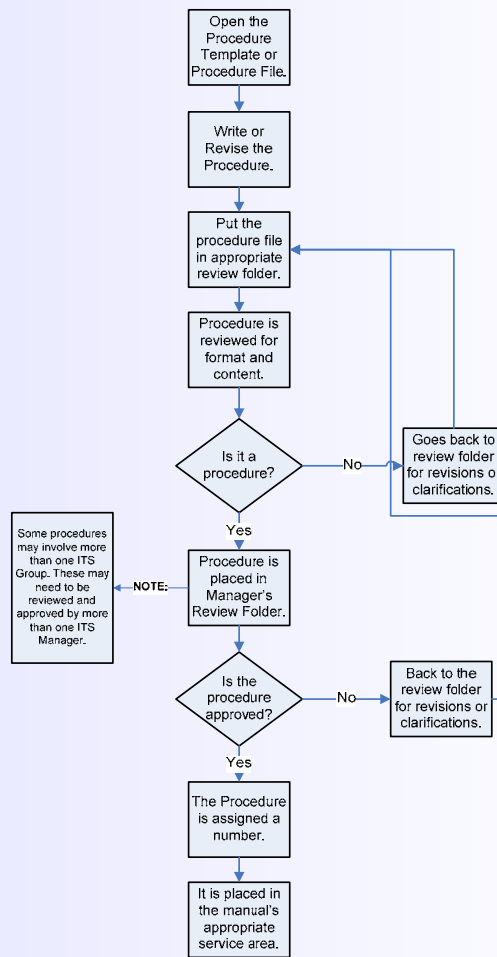 Open the
Procedure
Template or
Procedure File.
Write or
Revise the
Procedure.
Put the
procedure file
in appropriate
review folder.
Procedure is
reviewed for
format and
content.
Is it a
procedure?
No
Goes back to
review folder
for revisions o
clarifications.
Yes
Some procedures
may involve more
than one ITS
Group. These may
need to be
reviewed and
approved by more
than one ITS
Manager.
NOTE:
Procedure is
placed in
Manager's
Review Folder.
Is the
procedure
approved?
No
Back to the
review folder
for revisions or
clarifications.
Yes
The Procedure
is assigned a
number.
It is placed in
the manual's
appropriate
service area.